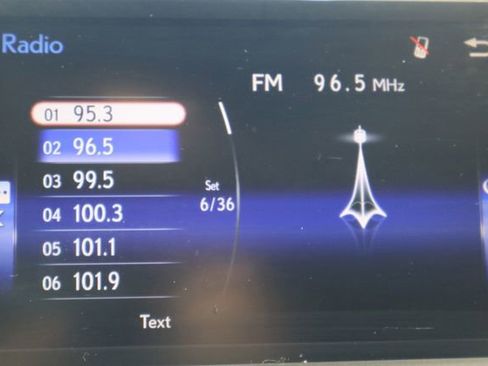 Radio
FM 96.5 MHz
01 95.3
02 96.5
03 99.5
04 100.3
05 101.1
06 101.9
Set
6/36
Text